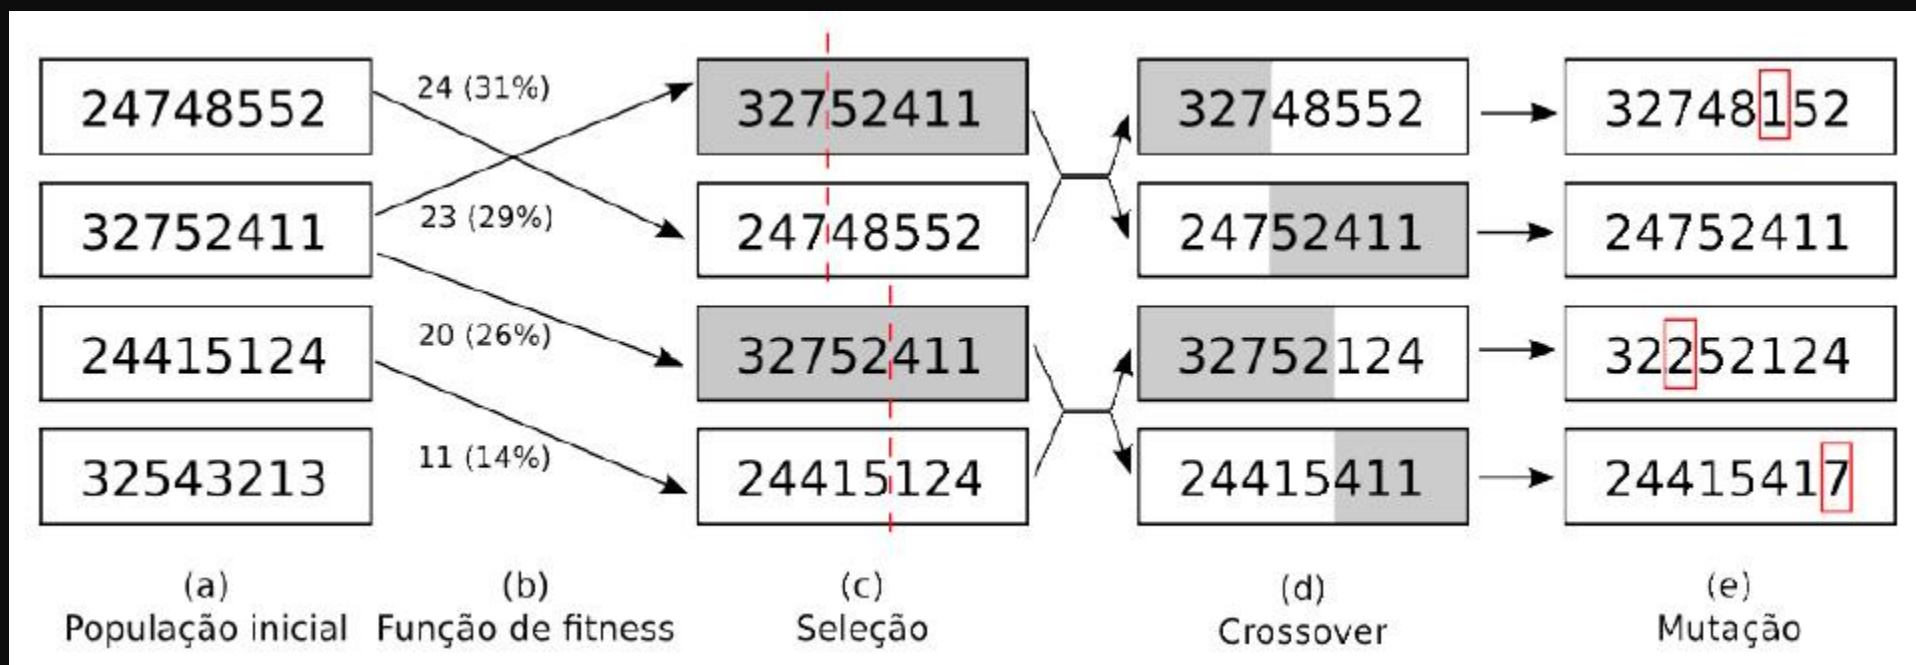 24748552
24 (31%)
32752411
32748552
32748152
32752411
23 (29%)
24748552
24752411
24752411
24415124
20 (26%)
32752411
32752124
32252124
32543213
11 (14%)
24415124
24415411
24415417
(a)
População inicial
(b)
Função de fitness
(c)
Seleção
(d)
Crossover
(e)
Mutação